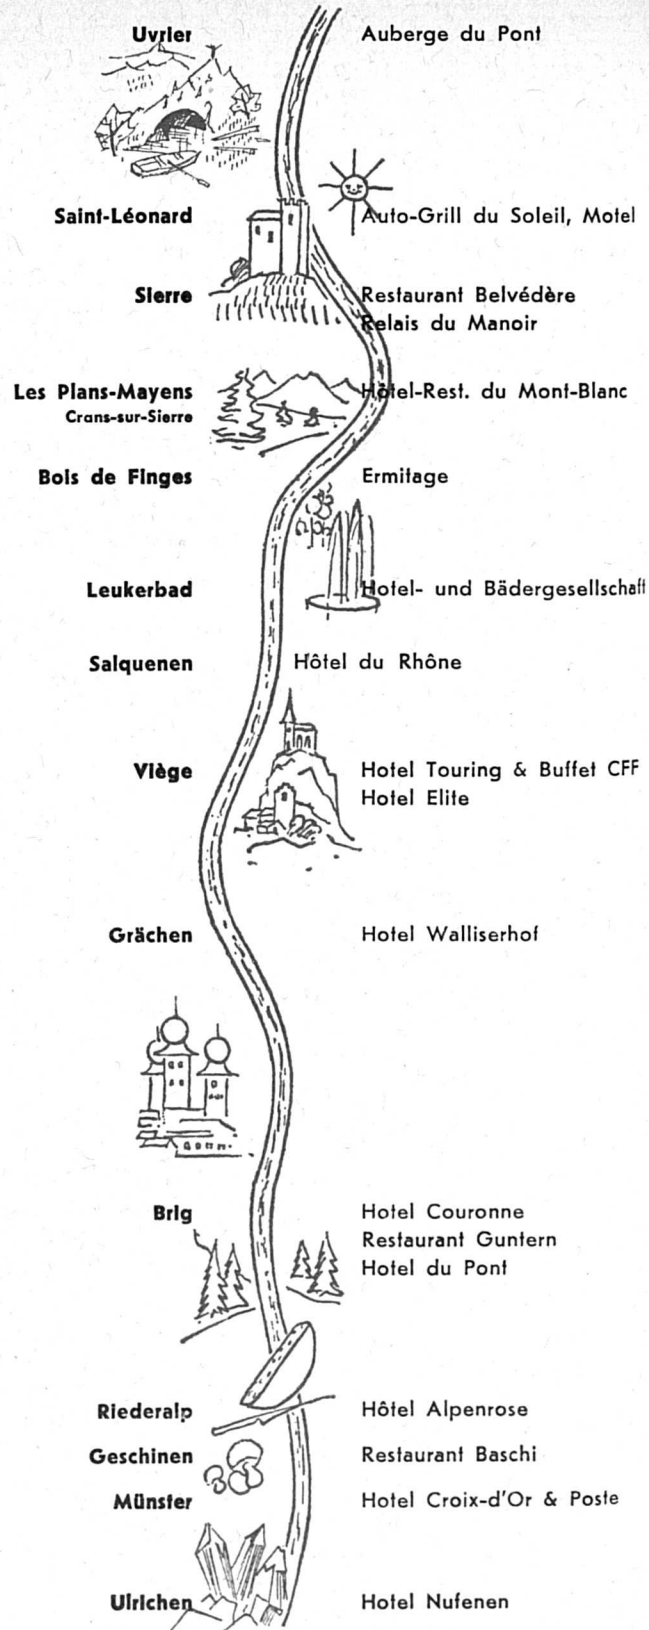 Uvrier Auberge du Pont
Saint-Léonard Auto-Grill du Soleil, Motel
Sierre Restaurant Belvédère
Relais du Manoir
Les Plans-Mayens Hôtel-Rest. du Mont-Blanc
Crans-sur-Sierre
Bois de Finges Ermitage
Leukerbad Hotel- und Bädergesellschaft
Salquenen Hôtel du Rhône
Viège Hotel Touring & Buffet CFF
Hotel Elite
Grächen Hotel Walliserhof
Brig Hotel Couronne
Restaurant Guntern
Hotel du Pont
Riederalp Hôtel Alpenrose
Geschinen Restaurant Baschi
Münster Hotel Croix-d'Or & Poste
Ulrichen Hotel Nufenen